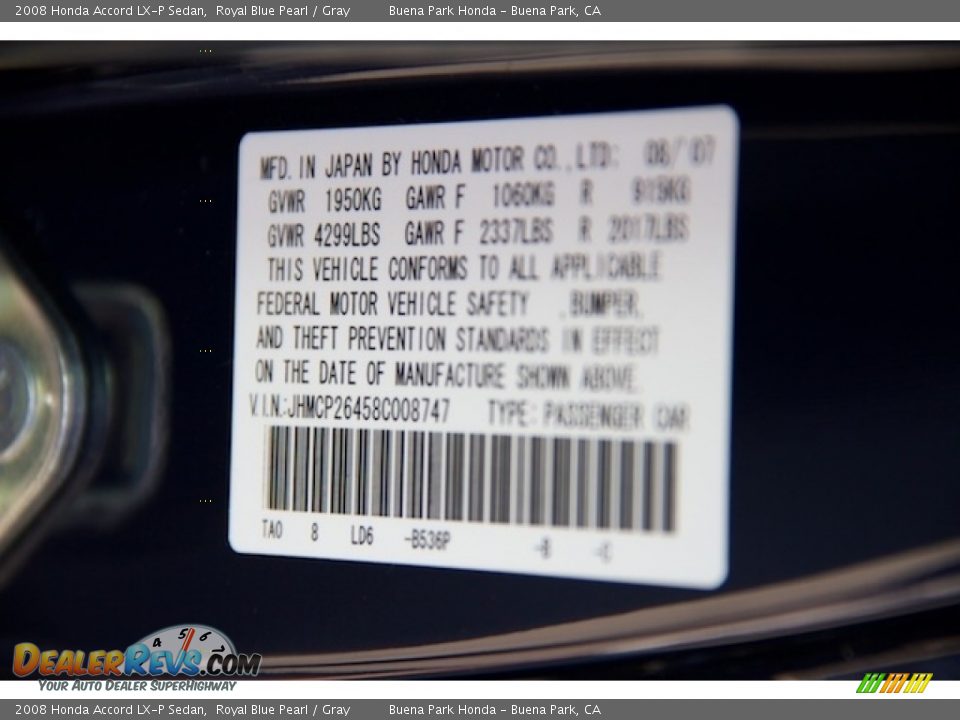 2008 Honda Accord LX-P Sedan, Royal Blue Pearl / Gray Buena Park Honda - Buena Park, CA
MFD. IN JAPAN BY HONDA MOTOR CO., LTD: 08/'07
GVWR 1950KG GAWR F 1060KG R 919KG
GVWR 4299LBS GAWR F 2337LBS R 2017LBS
THIS VEHICLE CONFORMS TO ALL APPLICABLE
FEDERAL MOTOR VEHICLE SAFETY ,BUMPER,
AND THEFT PREVENTION STANDARDS IN EFFECT
ON THE DATE OF MANUFACTURE SHOWN ABOVE.
V.I.N.:JHMCP26458C008747 TYPE: PASSENGER CAR
TA0 8 LD6 -B536P -B -C
4 5 6
DEALERREVS.COM
YOUR AUTO DEALER SUPERHIGHWAY
2008 Honda Accord LX-P Sedan, Royal Blue Pearl / Gray Buena Park Honda - Buena Park, CA